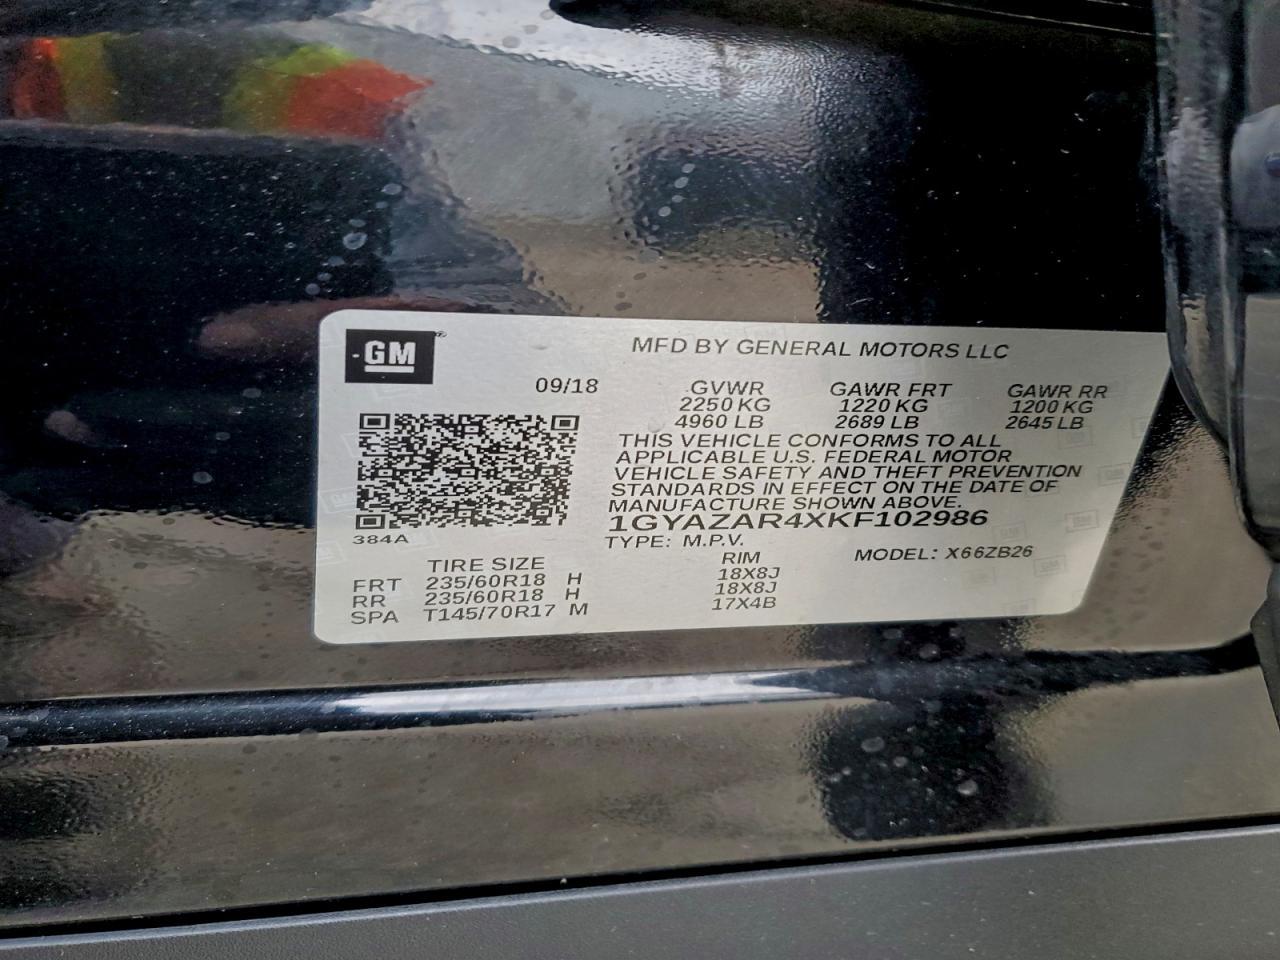 GM
MFD BY GENERAL MOTORS LLC
09/18
GVWR GAWR FRT GAWR RR
2250 KG 1220 KG 1200 KG
4960 LB 2689 LB 2645 LB
THIS VEHICLE CONFORMS TO ALL
APPLICABLE U.S. FEDERAL MOTOR
VEHICLE SAFETY AND THEFT PREVENTION
STANDARDS IN EFFECT ON THE DATE OF
MANUFACTURE SHOWN ABOVE.
1GYAZAR4XKF102986
384A
TYPE: M.P.V. MODEL: X66ZB26
TIRE SIZE RIM
FRT 235/60R18 H 18X8J
RR 235/60R18 H 18X8J
SPA T145/70R17 M 17X4B